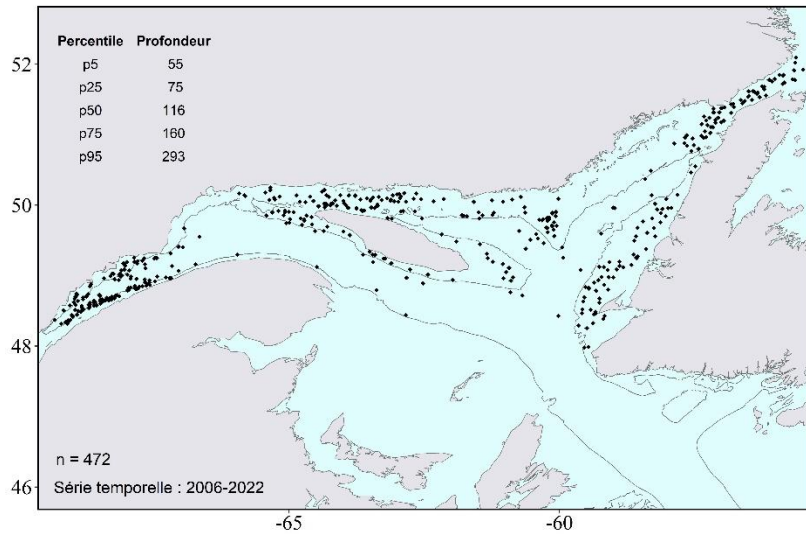 Percentile Profondeur
p5 55
p25 75
p50 116
p75 160
p95 293
52
50
48
46
n = 472
Série temporelle : 2006-2022
-65 -60